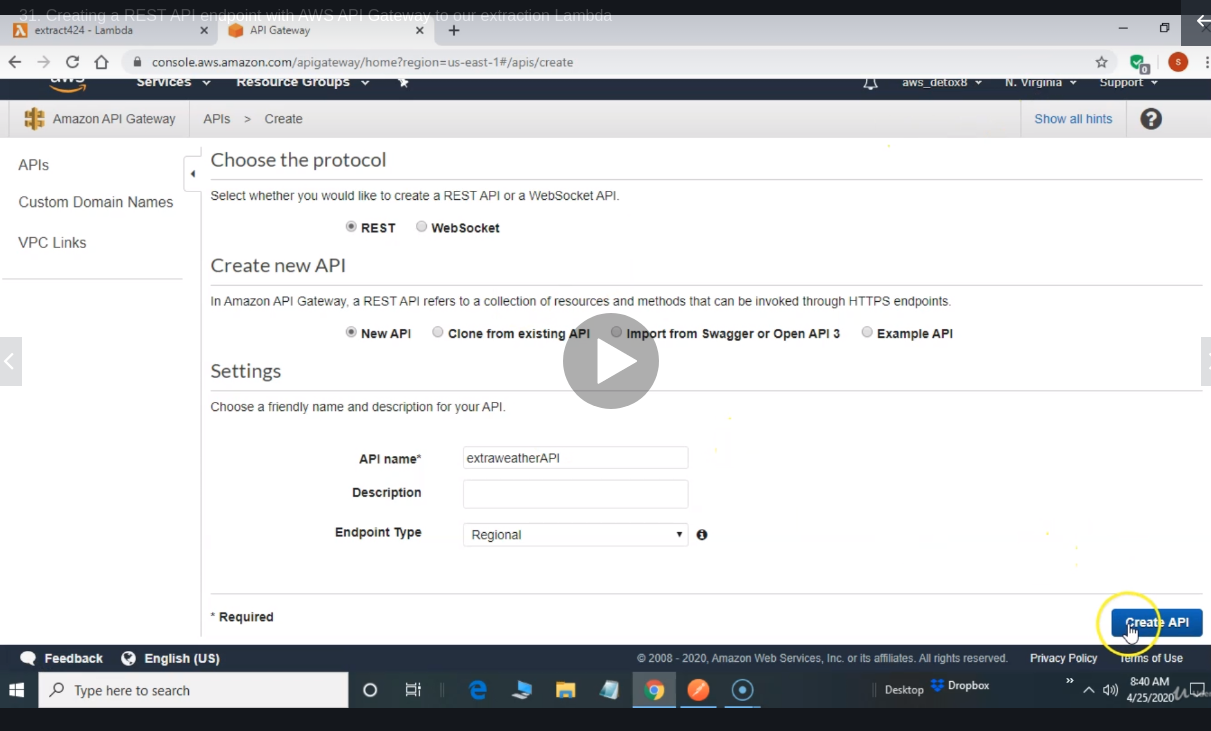 31. Creating a REST API endpoint with AWS API Gateway to our extraction Lambda
extract424 - Lambda
API Gateway
console.aws.amazon.com/apigateway/home?region=us-east-1#/apis/create
0
S
aws
Services
Resource Groups
aws_detox8
N. Virginia
Support
Amazon API Gateway
APIs > Create
Show all hints
?
APIs
Custom Domain Names
VPC Links
Choose the protocol
Select whether you would like to create a REST API or a WebSocket API.
REST
WebSocket
Create new API
In Amazon API Gateway, a REST API refers to a collection of resources and methods that can be invoked through HTTPS endpoints.
New API
Clone from existing API
Import from Swagger or Open API 3
Example API
Settings
Choose a friendly name and description for your API.
API name*
extraweatherAPI
Description
Endpoint Type
Regional
* Required
Create API
Feedback
English (US)
© 2008 - 2020, Amazon Web Services, Inc. or its affiliates. All rights reserved.
Privacy Policy
Terms of Use
Type here to search
Desktop
Dropbox
8:40 AM
4/25/2020